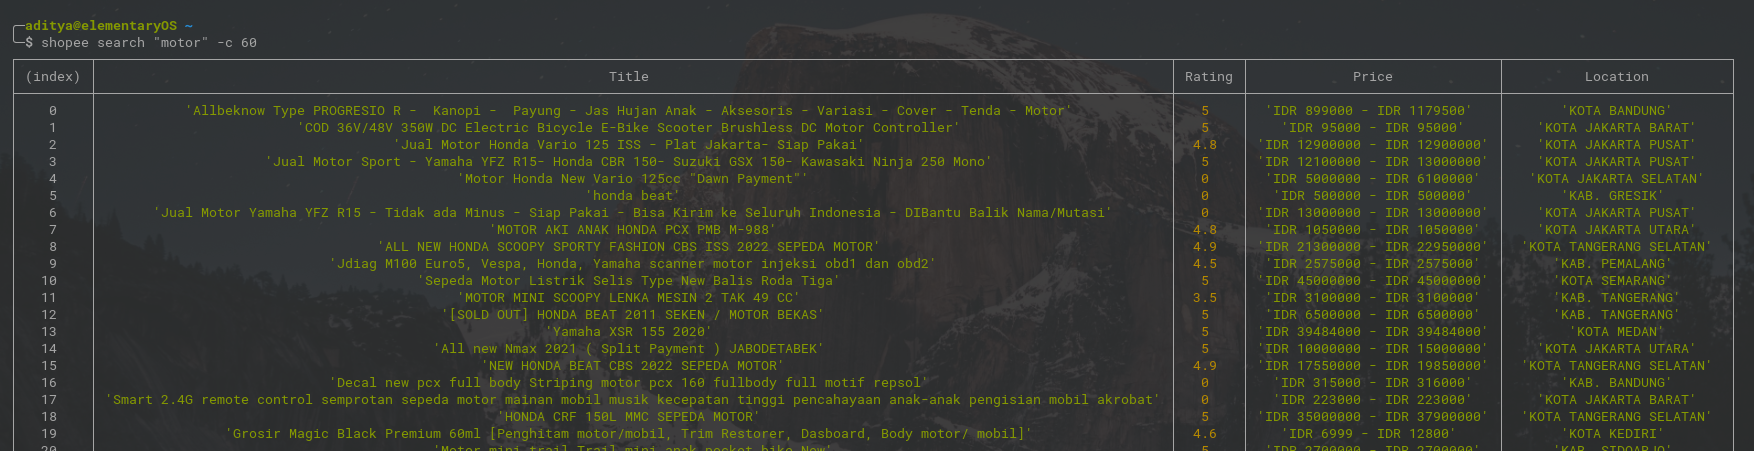 aditya@elementaryOS ~
$ shopee search "motor" -c 60
(index) Title Rating Price Location
0 'Allbeknow Type PROGRESIO R -  Kanopi -  Payung - Jas Hujan Anak - Aksesoris - Variasi - Cover - Tenda - Motor' 5 'IDR 899000 - IDR 1179500' 'KOTA BANDUNG'
1 'COD 36V/48V 350W DC Electric Bicycle E-Bike Scooter Brushless DC Motor Controller' 5 'IDR 95000 - IDR 95000' 'KOTA JAKARTA BARAT'
2 'Jual Motor Honda Vario 125 ISS - Plat Jakarta- Siap Pakai' 4.8 'IDR 12900000 - IDR 12900000' 'KOTA JAKARTA PUSAT'
3 'Jual Motor Sport - Yamaha YFZ R15- Honda CBR 150- Suzuki GSX 150- Kawasaki Ninja 250 Mono' 5 'IDR 12100000 - IDR 13000000' 'KOTA JAKARTA PUSAT'
4 'Motor Honda New Vario 125cc "Dawn Payment"' 0 'IDR 5000000 - IDR 6100000' 'KOTA JAKARTA SELATAN'
5 'honda beat' 0 'IDR 500000 - IDR 500000' 'KAB. GRESIK'
6 'Jual Motor Yamaha YFZ R15 - Tidak ada Minus - Siap Pakai - Bisa Kirim ke Seluruh Indonesia - DIBantu Balik Nama/Mutasi' 0 'IDR 13000000 - IDR 13000000' 'KOTA JAKARTA PUSAT'
7 'MOTOR AKI ANAK HONDA PCX PMB M-988' 4.8 'IDR 1050000 - IDR 1050000' 'KOTA JAKARTA UTARA'
8 'ALL NEW HONDA SCOOPY SPORTY FASHION CBS ISS 2022 SEPEDA MOTOR' 4.9 'IDR 21300000 - IDR 22950000' 'KOTA TANGERANG SELATAN'
9 'Jdiag M100 Euro5, Vespa, Honda, Yamaha scanner motor injeksi obd1 dan obd2' 4.5 'IDR 2575000 - IDR 2575000' 'KAB. PEMALANG'
10 'Sepeda Motor Listrik Selis Type New Balis Roda Tiga' 5 'IDR 45000000 - IDR 45000000' 'KOTA SEMARANG'
11 'MOTOR MINI SCOOPY LENKA MESIN 2 TAK 49 CC' 3.5 'IDR 3100000 - IDR 3100000' 'KAB. TANGERANG'
12 '[SOLD OUT] HONDA BEAT 2011 SEKEN / MOTOR BEKAS' 5 'IDR 6500000 - IDR 6500000' 'KAB. TANGERANG'
13 'Yamaha XSR 155 2020' 5 'IDR 39484000 - IDR 39484000' 'KOTA MEDAN'
14 'All new Nmax 2021 ( Split Payment ) JABODETABEK' 5 'IDR 10000000 - IDR 15000000' 'KOTA JAKARTA UTARA'
15 'NEW HONDA BEAT CBS 2022 SEPEDA MOTOR' 4.9 'IDR 17550000 - IDR 19850000' 'KOTA TANGERANG SELATAN'
16 'Decal new pcx full body Striping motor pcx 160 fullbody full motif repsol' 0 'IDR 315000 - IDR 316000' 'KAB. BANDUNG'
17 'Smart 2.4G remote control semprotan sepeda motor mainan mobil musik kecepatan tinggi pencahayaan anak-anak pengisian mobil akrobat' 0 'IDR 223000 - IDR 223000' 'KOTA JAKARTA BARAT'
18 'HONDA CRF 150L MMC SEPEDA MOTOR' 5 'IDR 35000000 - IDR 37900000' 'KOTA TANGERANG SELATAN'
19 'Grosir Magic Black Premium 60ml [Penghitam motor/mobil, Trim Restorer, Dasboard, Body motor/ mobil]' 4.6 'IDR 6999 - IDR 12800' 'KOTA KEDIRI'
20 'Motor mini trail Trail mini anak pocket bike New' 5 'IDR 2700000 - IDR 2700000' 'KAB. SIDOARJO'